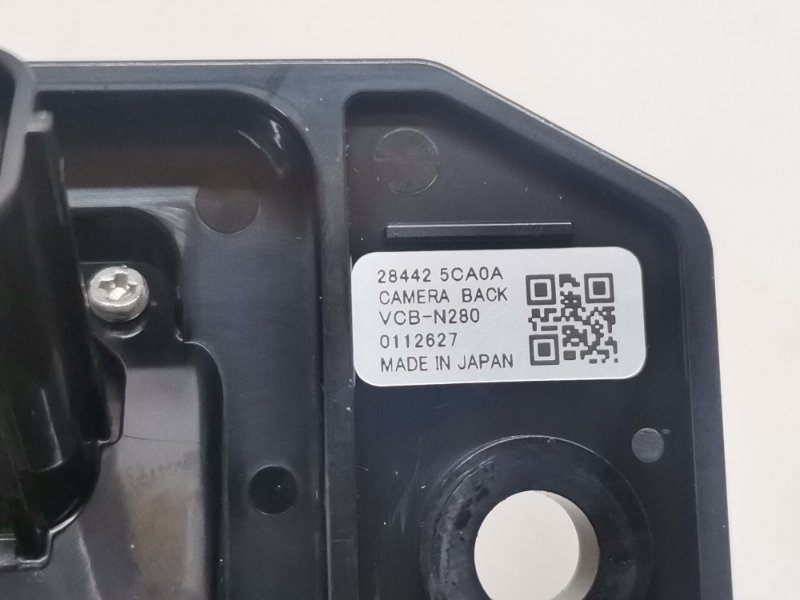 28442 5CA0A
CAMERA BACK
VCB-N280
0112627
MADE IN JAPAN